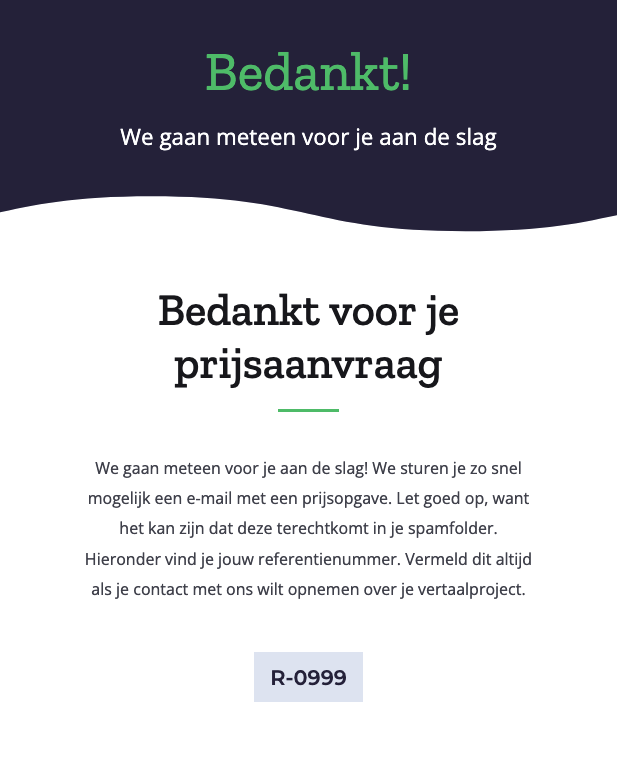 Bedankt!
We gaan meteen voor je aan de slag
Bedankt voor je
prijsaanvraag
We gaan meteen voor je aan de slag! We sturen je zo snel
mogelijk een e-mail met een prijsopgave. Let goed op, want
het kan zijn dat deze terechtkomt in je spamfolder.
Hieronder vind je jouw referentienummer. Vermeld dit altijd
als je contact met ons wilt opnemen over je vertaalproject.
R-0999